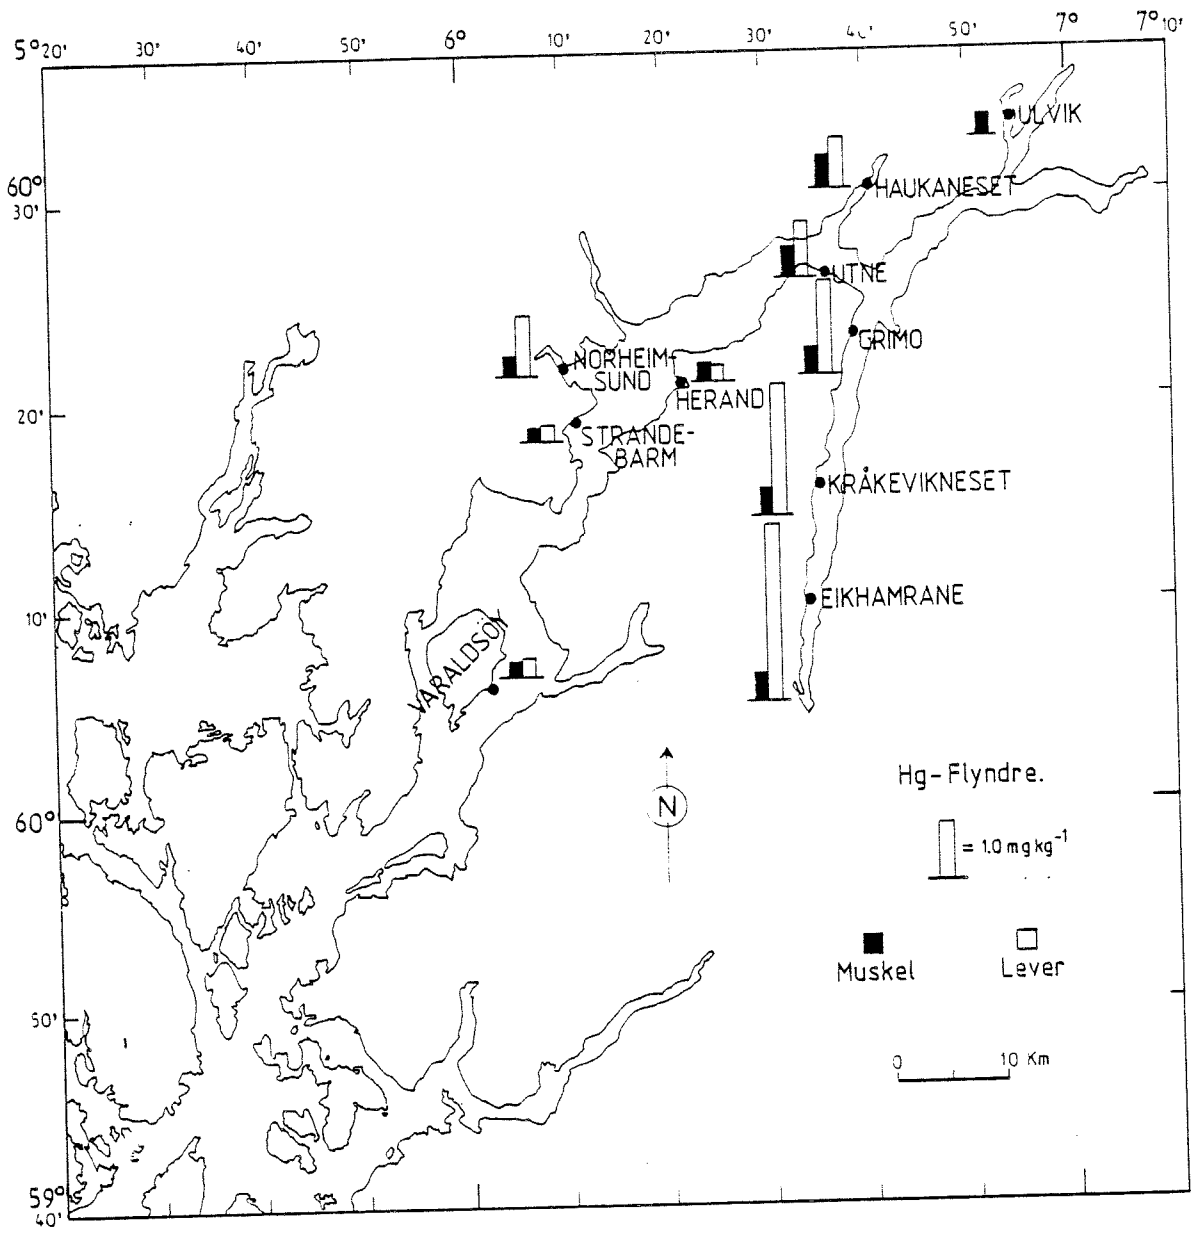 5° 20' 30' 40' 50' 6° 10' 20' 30' 40' 50' 7° 7° 10'
ULVIK
60°
30'
HAUKANESET
UTNE
GRIMO
NORHEIM-
SUND
HERAND
20'
STRANDE-
BARM
KRÅKEVIKNESET
EIKHAMRANE
10'
VARALDSÖY
Hg-Flyndre.
N
60°
= 1.0 mg kg⁻¹
Muskel Lever
50'
0 10 Km
59°
40'